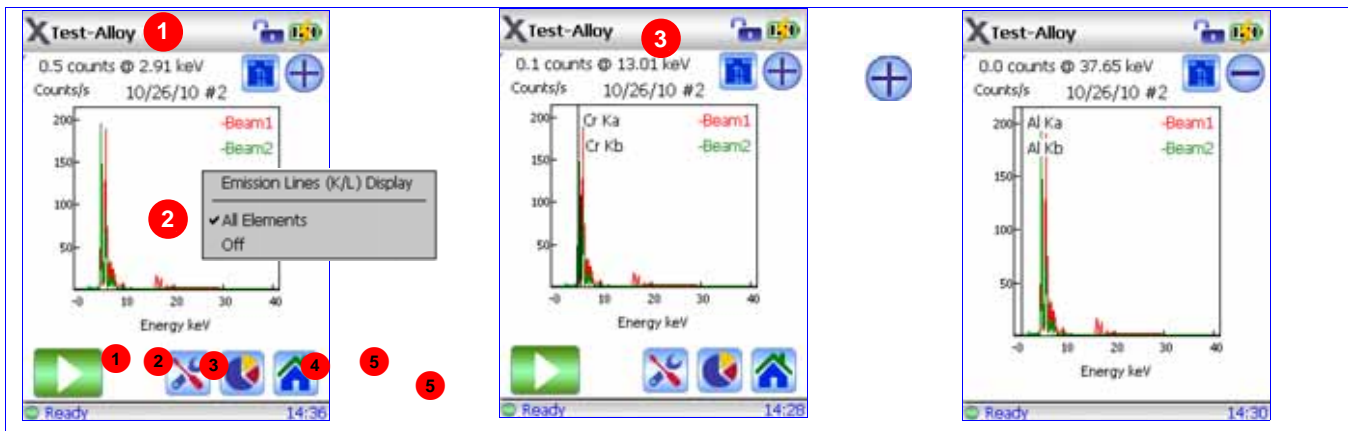 Test-Alloy 1
0.5 counts @ 2.91 keV
Counts/s 10/26/10 #2
200
150
100
50
-Beam1
-Beam2
Emission Lines (K/L) Display
2 ✔All Elements
Off
-0 10 20 30 40
Energy keV
1 2 3 4 5
5
Ready 14:36
Test-Alloy
3
0.1 counts @ 13.01 keV
Counts/s 10/26/10 #2
200
150
100
50
Cr Ka -Beam1
Cr Kb -Beam2
-0 10 20 30 40
Energy keV
Ready 14:28
Test-Alloy
0.0 counts @ 37.65 keV
Counts/s 10/26/10 #2
200
150
100
50
Al Ka -Beam1
Al Kb -Beam2
-0 10 20 30 40
Energy keV
Ready 14:30